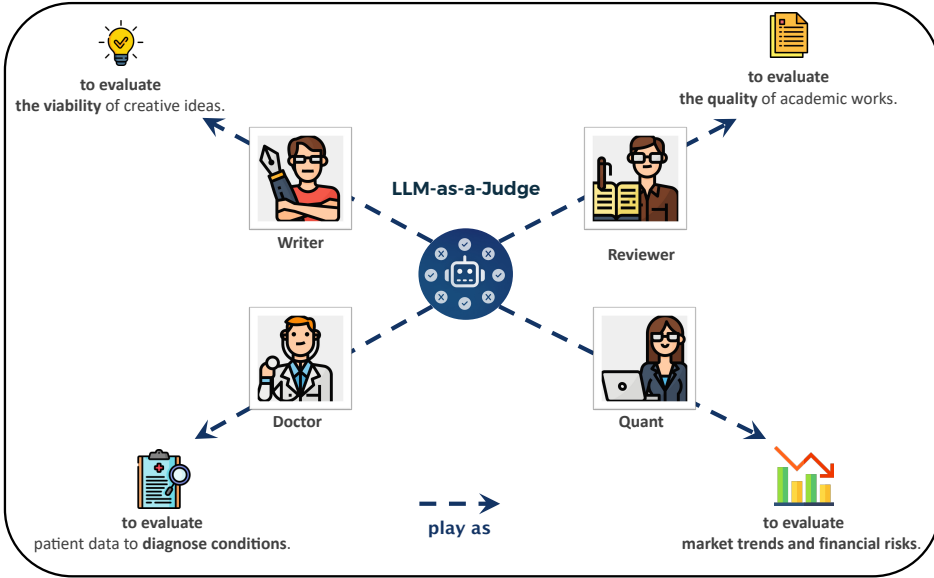 to evaluate
the viability of creative ideas.
to evaluate
the quality of academic works.
LLM-as-a-Judge
Writer
Reviewer
Doctor
Quant
to evaluate
patient data to diagnose conditions.
play as
to evaluate
market trends and financial risks.